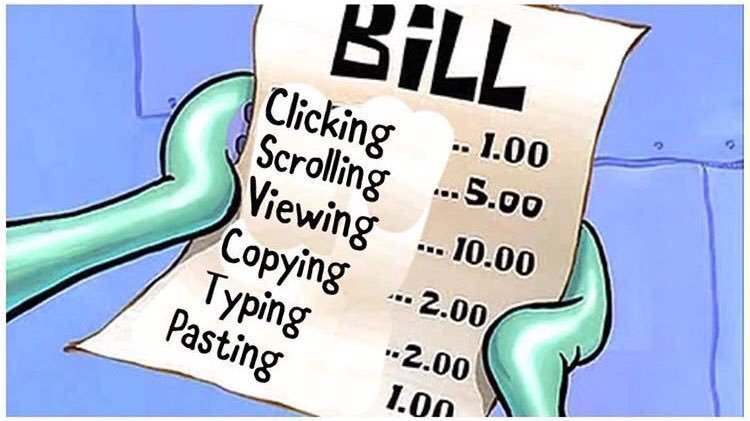 BiLL
Clicking .. 1.00
Scrolling ... 5.00
Viewing ... 10.00
Copying ... 2.00
Typing .. 2.00
Pasting 1.00